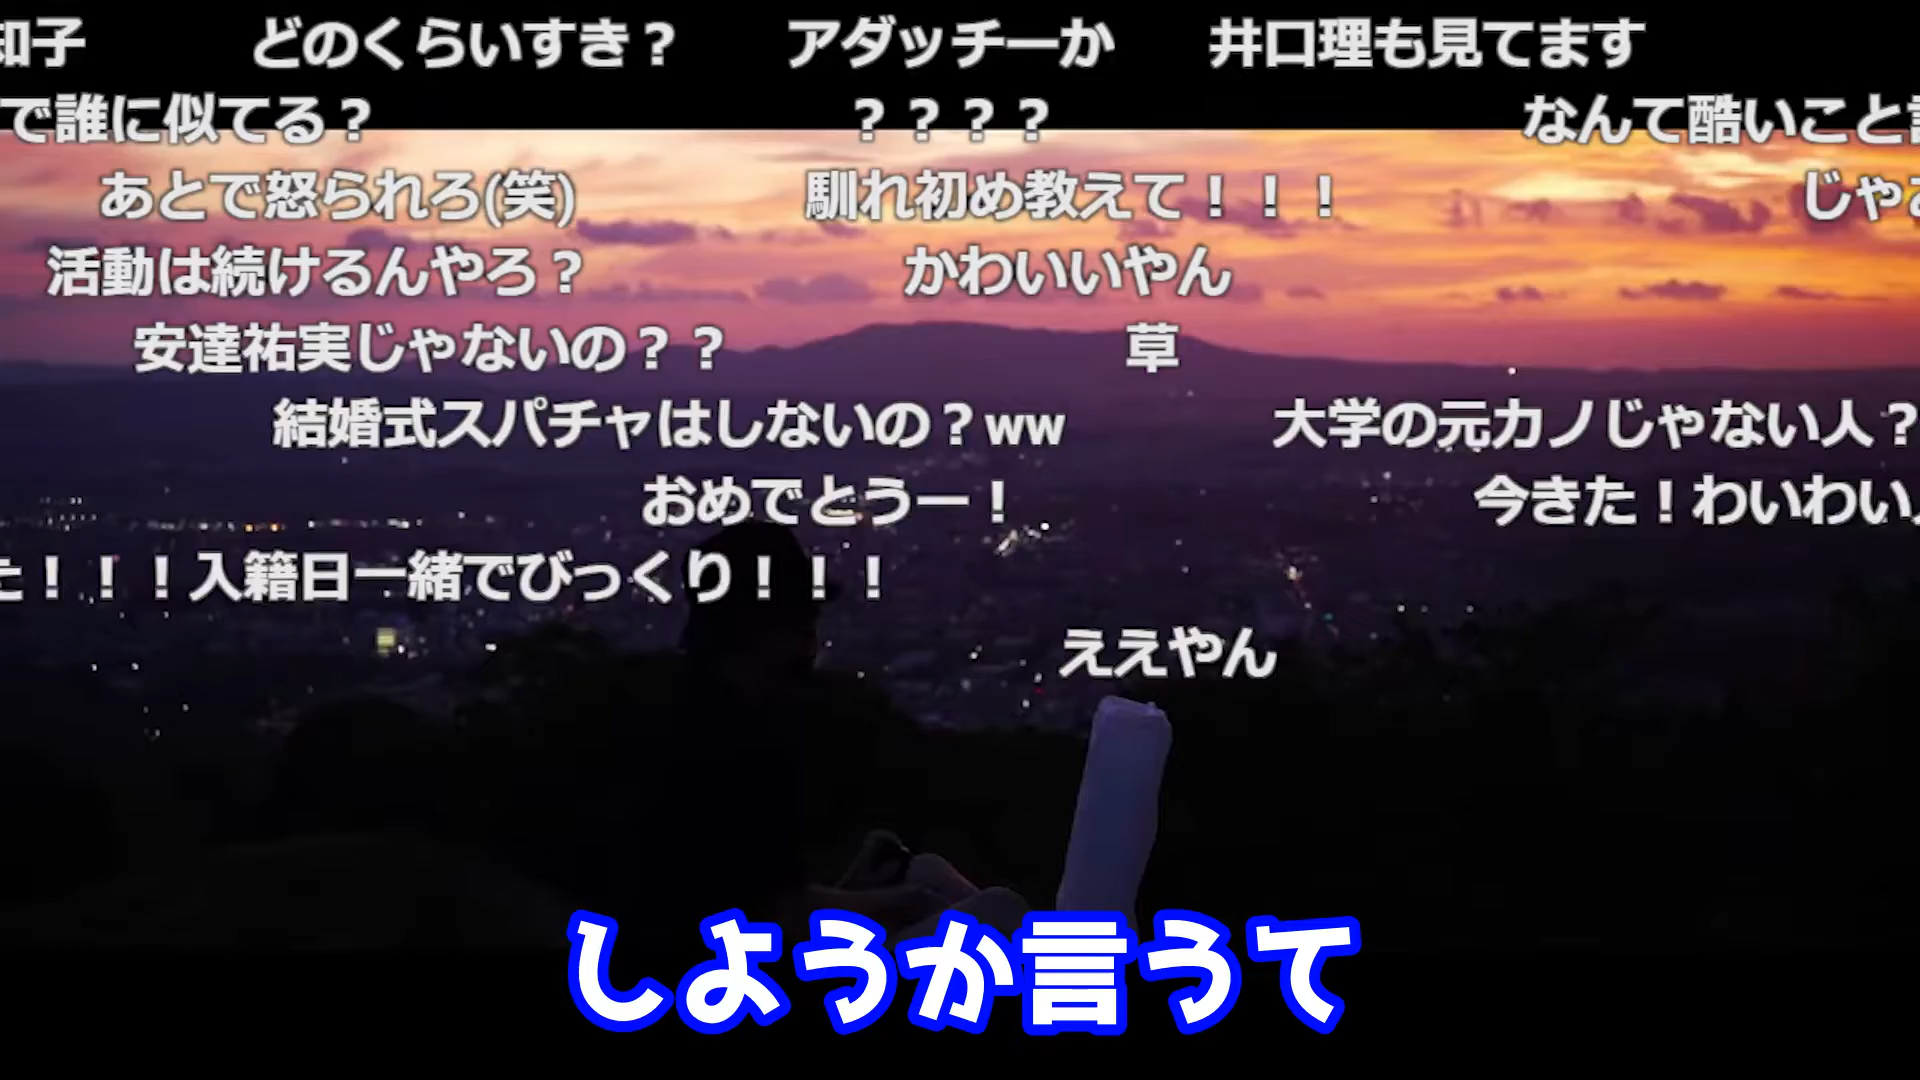 知子 どのくらいすき？ アダッチーか 井口理も見てます
で誰に似てる？ ？？？？ なんて酷いこと
あとで怒られろ(笑) 馴れ初め教えて！！！ じゃあ
活動は続けるんやろ？ かわいいやん
安達祐実じゃないの？？ 草
結婚式スパチャはしないの？ww 大学の元カノじゃない人？
おめでとうー！ 今きた！わいわい
た！！！入籍日一緒でびっくり！！！
ええやん
しようか言うて